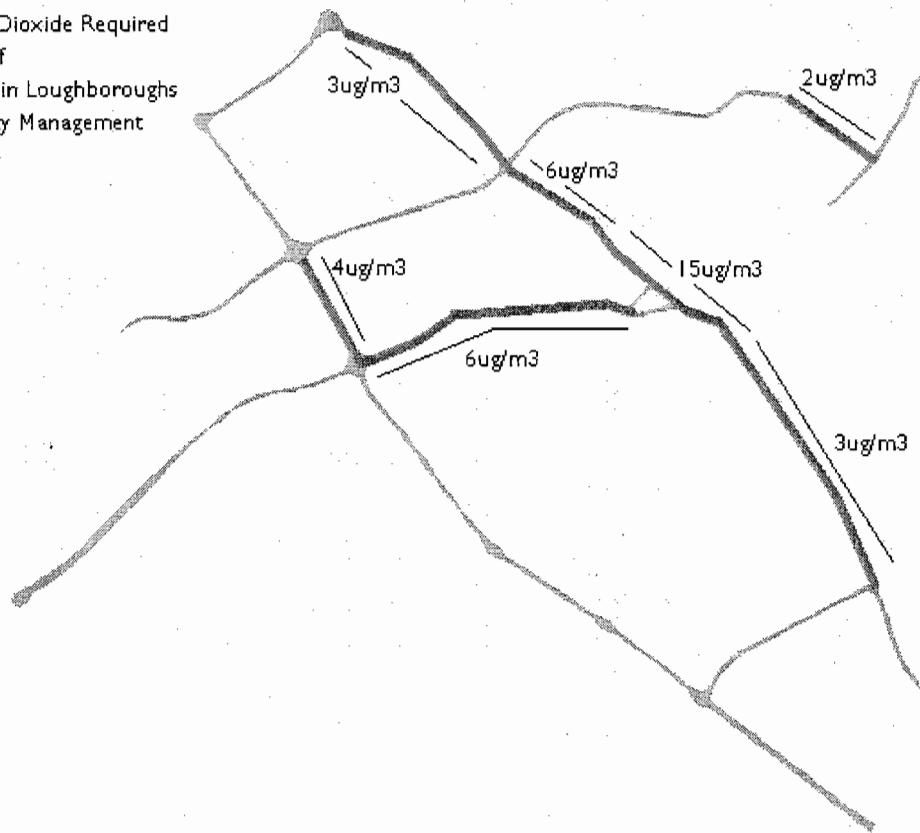 Dioxide Required
f
in Loughboroughs
y Management
3ug/m3
2ug/m3
6ug/m3
4ug/m3
15ug/m3
6ug/m3
3ug/m3